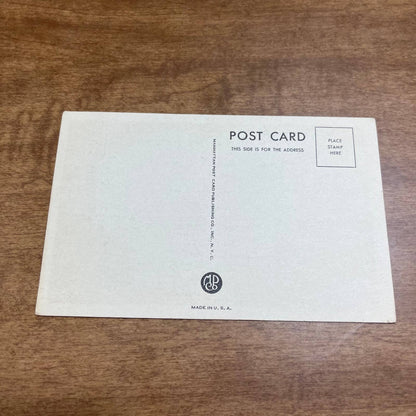 POST CARD
THIS SIDE IS FOR THE ADDRESS
PLACE
STAMP
HERE
MANHATTAN POST CARD PUBLISHING CO., INC., N.Y.C.
MADE IN U.S.A.